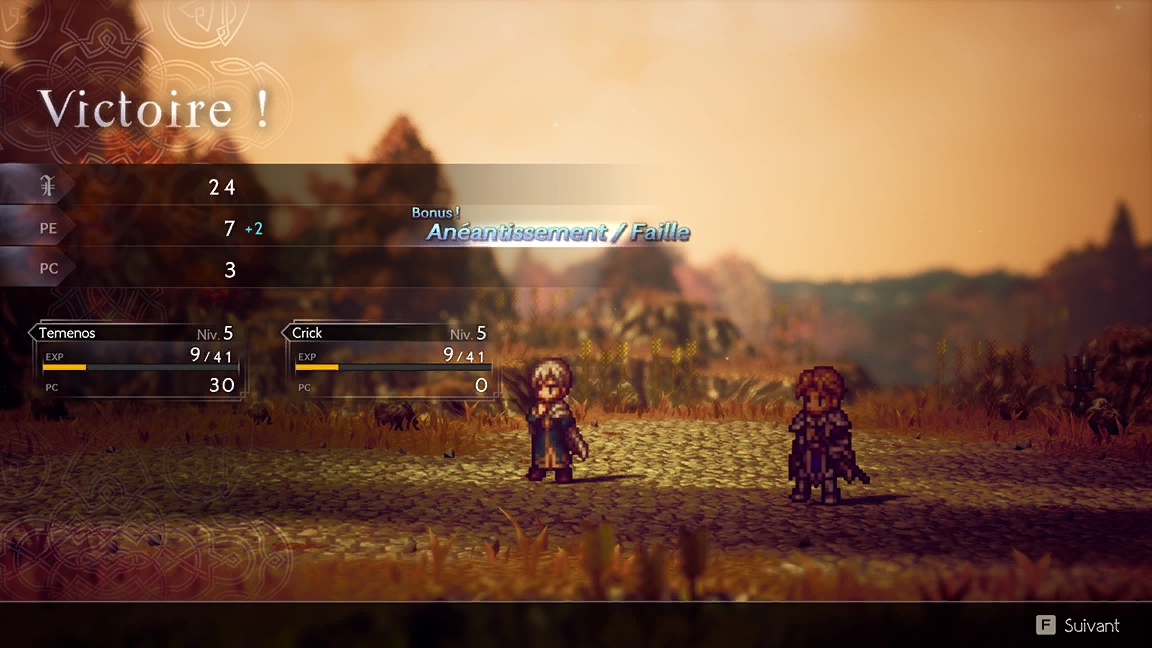 Victoire !
24
Bonus !
PE 7 +2 Anéantissement / Faille
PC 3
Temenos Niv. 5
EXP 9/41
PC 30
Crick Niv. 5
EXP 9/41
PC 0
F Suivant